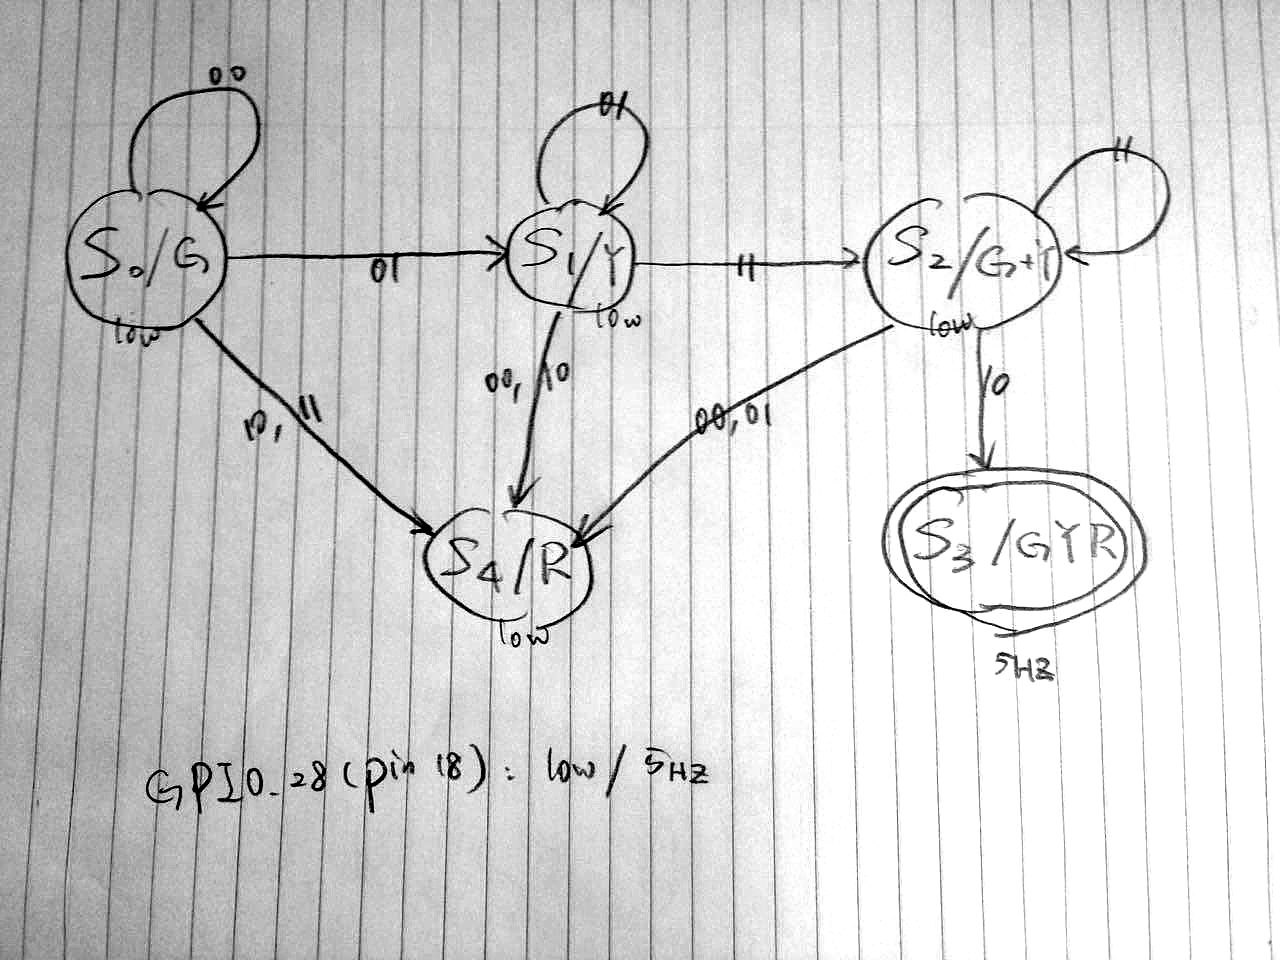 00
01
11
S0/G
01
S1/Y
11
S2/G+Y
low
low
low
10, 11
00, 10
00,01
10
S4/R
low
S3/GYR
5HZ
GPIO_28 (pin 18) : low / 5HZ